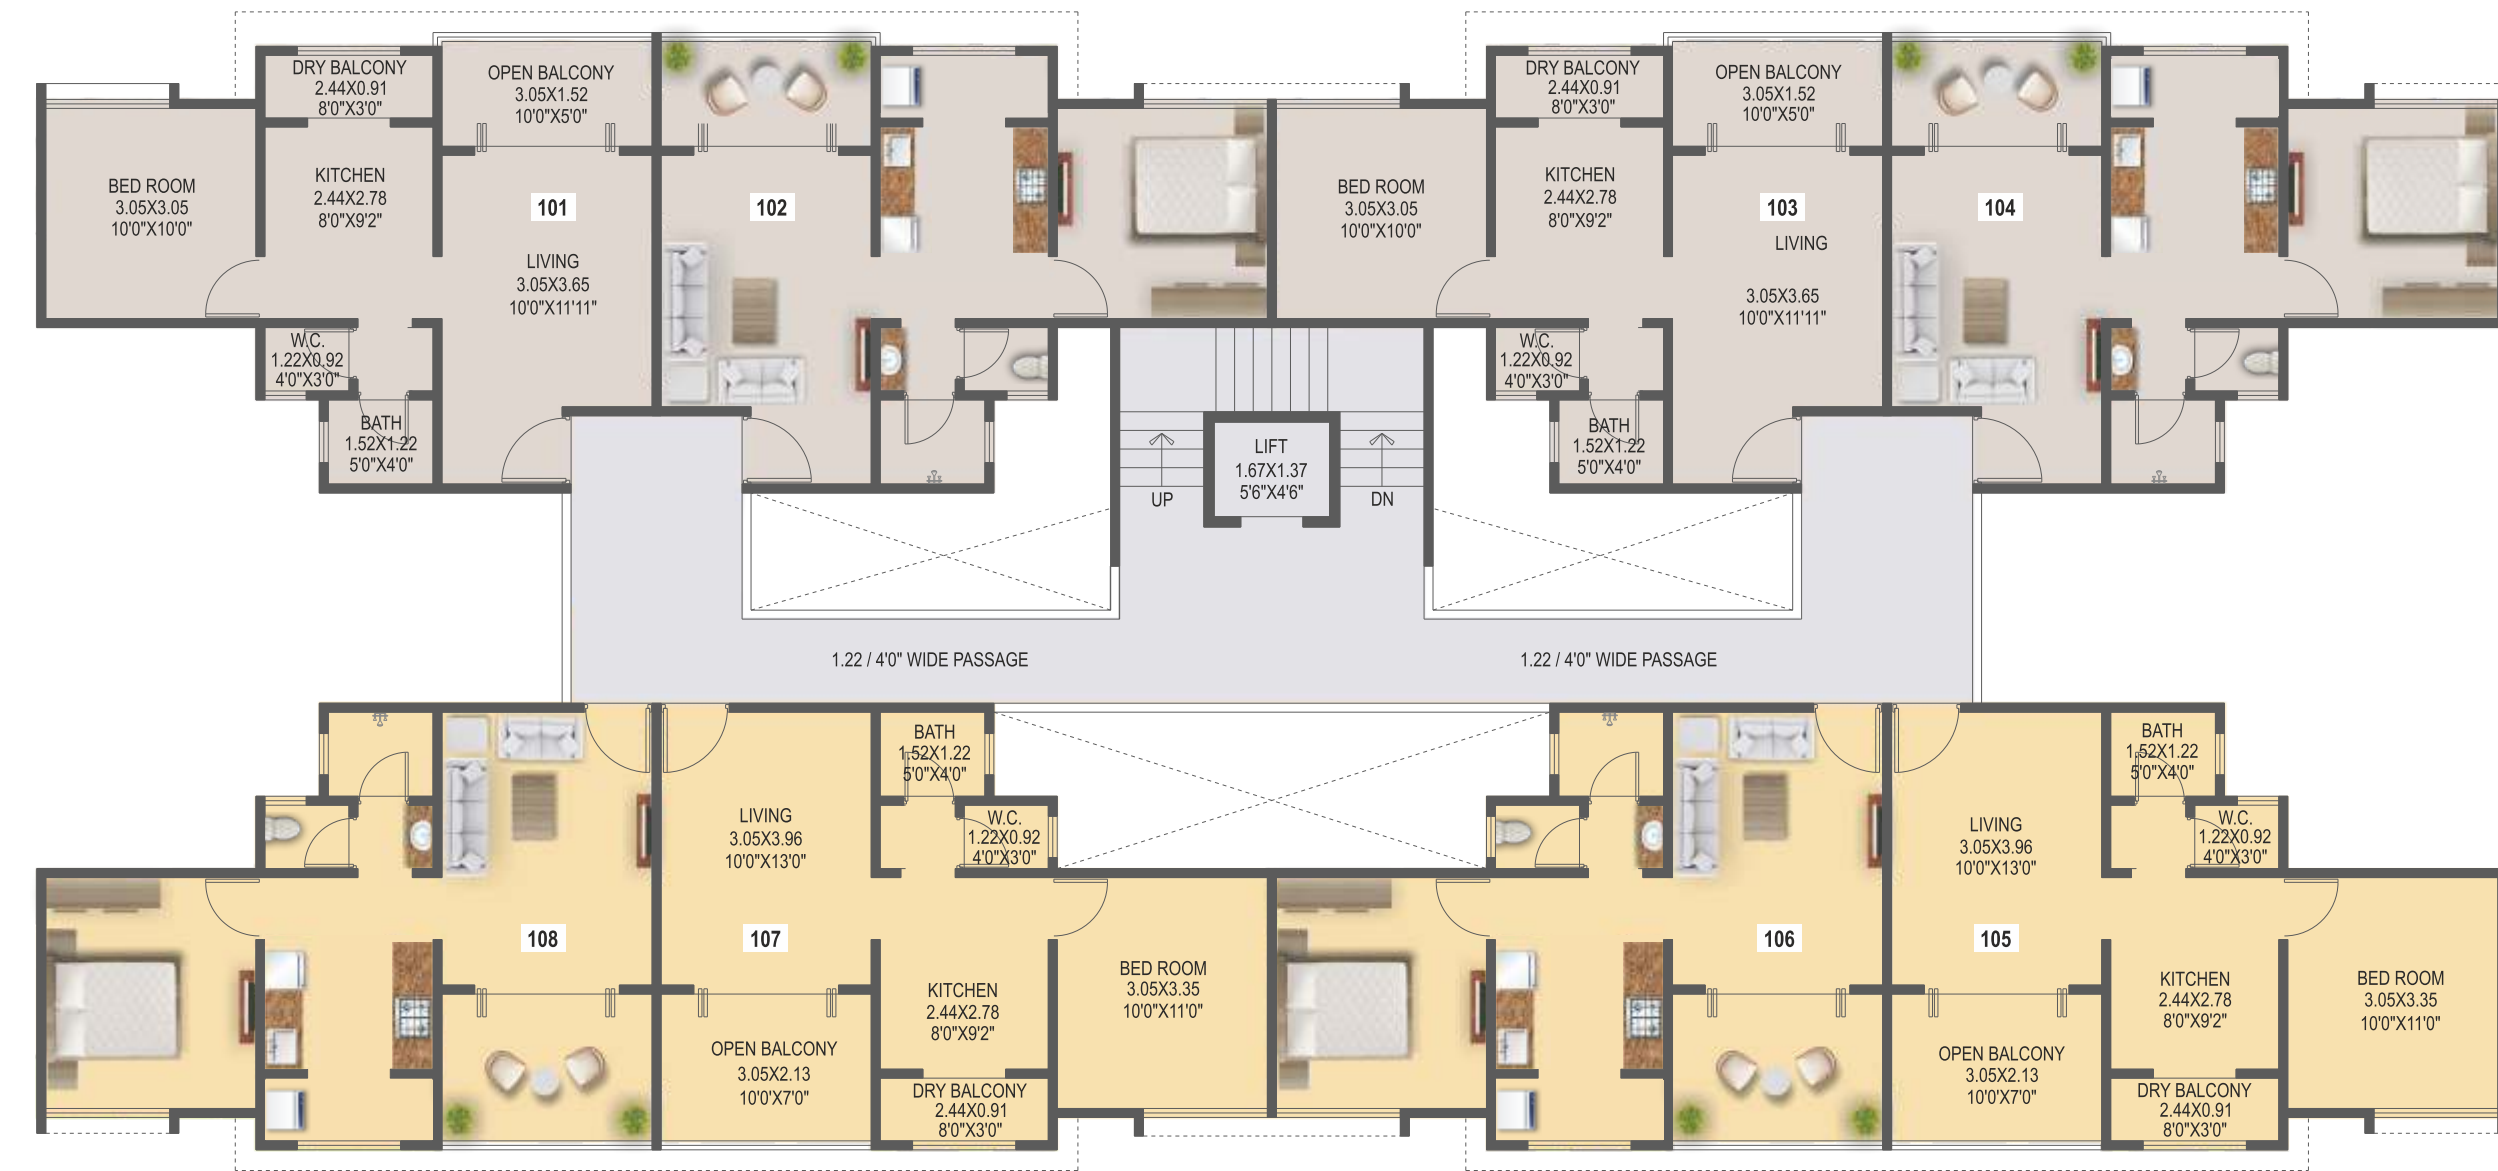 DRY BALCONY
2.44X0.91
8'0"X3'0"
OPEN BALCONY
3.05X1.52
10'0"X5'0"
BED ROOM
3.05X3.05
10'0"X10'0"
KITCHEN
2.44X2.78
8'0"X9'2"
101
LIVING
3.05X3.65
10'0"X11'11"
W.C.
1.22X0.92
4'0"X3'0"
BATH
1.52X1.22
5'0"X4'0"
102
BED ROOM
3.05X3.05
10'0"X10'0"
DRY BALCONY
2.44X0.91
8'0"X3'0"
KITCHEN
2.44X2.78
8'0"X9'2"
OPEN BALCONY
3.05X1.52
10'0"X5'0"
103
LIVING
3.05X3.65
10'0"X11'11"
W.C.
1.22X0.92
4'0"X3'0"
BATH
1.52X1.22
5'0"X4'0"
104
LIFT
1.67X1.37
5'6"X4'6"
UP
DN
1.22 / 4'0" WIDE PASSAGE
1.22 / 4'0" WIDE PASSAGE
108
LIVING
3.05X3.96
10'0"X13'0"
107
BATH
1.52X1.22
5'0"X4'0"
W.C.
1.22X0.92
4'0"X3'0"
KITCHEN
2.44X2.78
8'0"X9'2"
BED ROOM
3.05X3.35
10'0"X11'0"
OPEN BALCONY
3.05X2.13
10'0'X7'0"
DRY BALCONY
2.44X0.91
8'0"X3'0"
106
LIVING
3.05X3.96
10'0"X13'0"
105
BATH
1.52X1.22
5'0"X4'0"
W.C.
1.22X0.92
4'0"X3'0"
KITCHEN
2.44X2.78
8'0"X9'2"
BED ROOM
3.05X3.35
10'0"X11'0"
OPEN BALCONY
3.05X2.13
10'0'X7'0"
DRY BALCONY
2.44X0.91
8'0"X3'0"